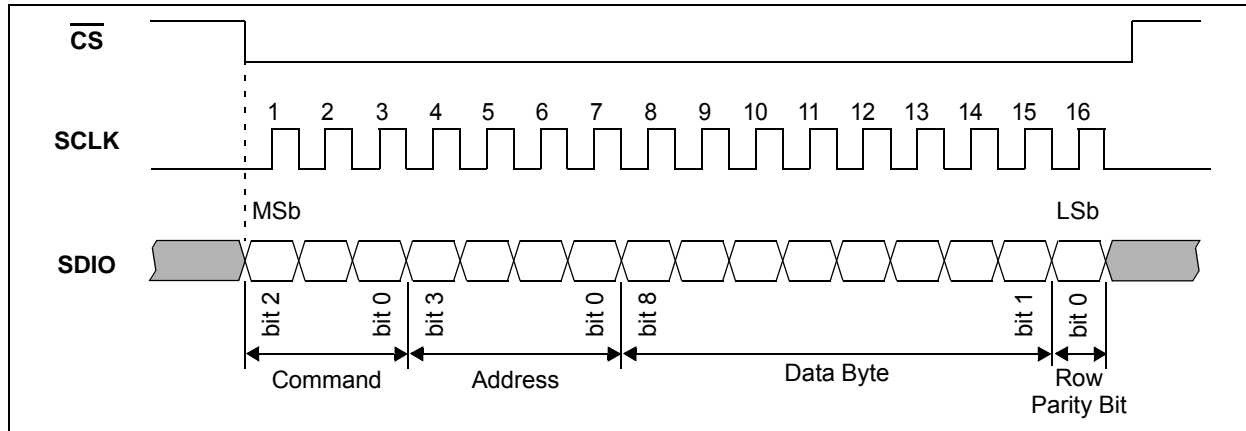 CS
1 2 3 4 5 6 7 8 9 10 11 12 13 14 15 16
SCLK
MSb LSb
SDIO
bit 2 bit 0 bit 3 bit 0 bit 8 bit 1 bit 0
Command Address Data Byte Row
Parity Bit